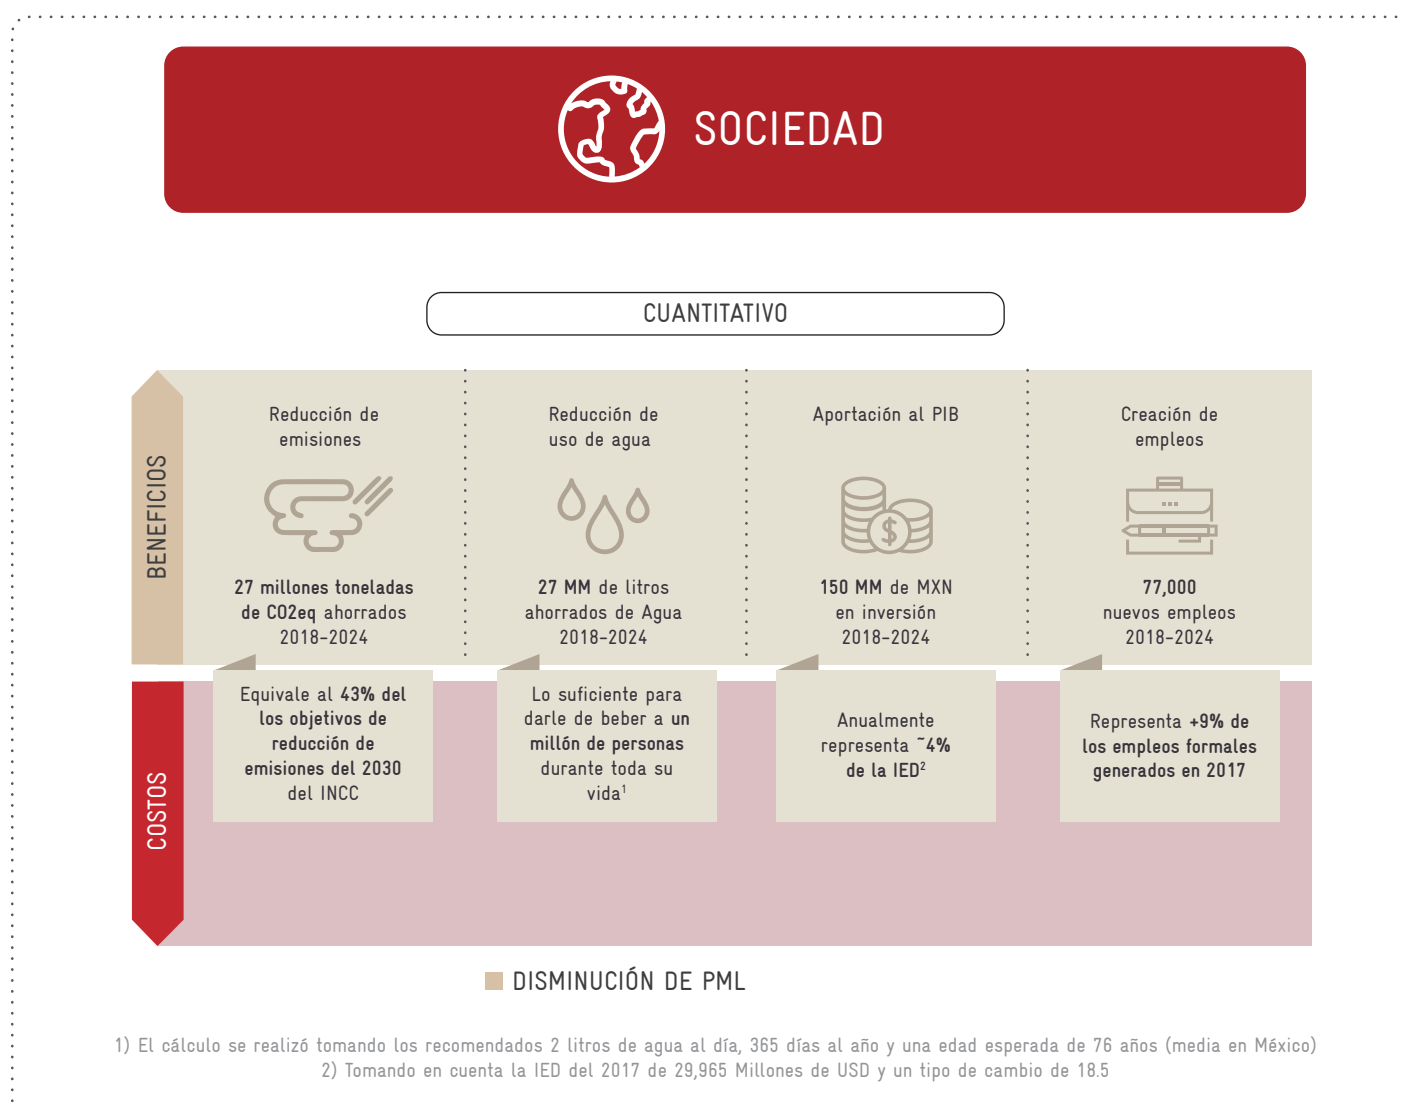 SOCIEDAD
CUANTITATIVO
BENEFICIOS
Reducción de
emisiones
27 millones toneladas
de CO2eq ahorrados
2018-2024
Reducción de
uso de agua
27 MM de litros
ahorrados de Agua
2018-2024
Aportación al PIB
$
150 MM de MXN
en inversión
2018-2024
Creación de
empleos
77,000
nuevos empleos
2018-2024
COSTOS
Equivale al 43% del
los objetivos de
reducción de
emisiones del 2030
del INCC
Lo suficiente para
darle de beber a un
millón de personas
durante toda su
vida¹
Anualmente
representa ~4%
de la IED²
Representa +9% de
los empleos formales
generados en 2017
DISMINUCIÓN DE PML
1) El cálculo se realizó tomando los recomendados 2 litros de agua al día, 365 días al año y una edad esperada de 76 años (media en México)
2) Tomando en cuenta la IED del 2017 de 29,965 Millones de USD y un tipo de cambio de 18.5